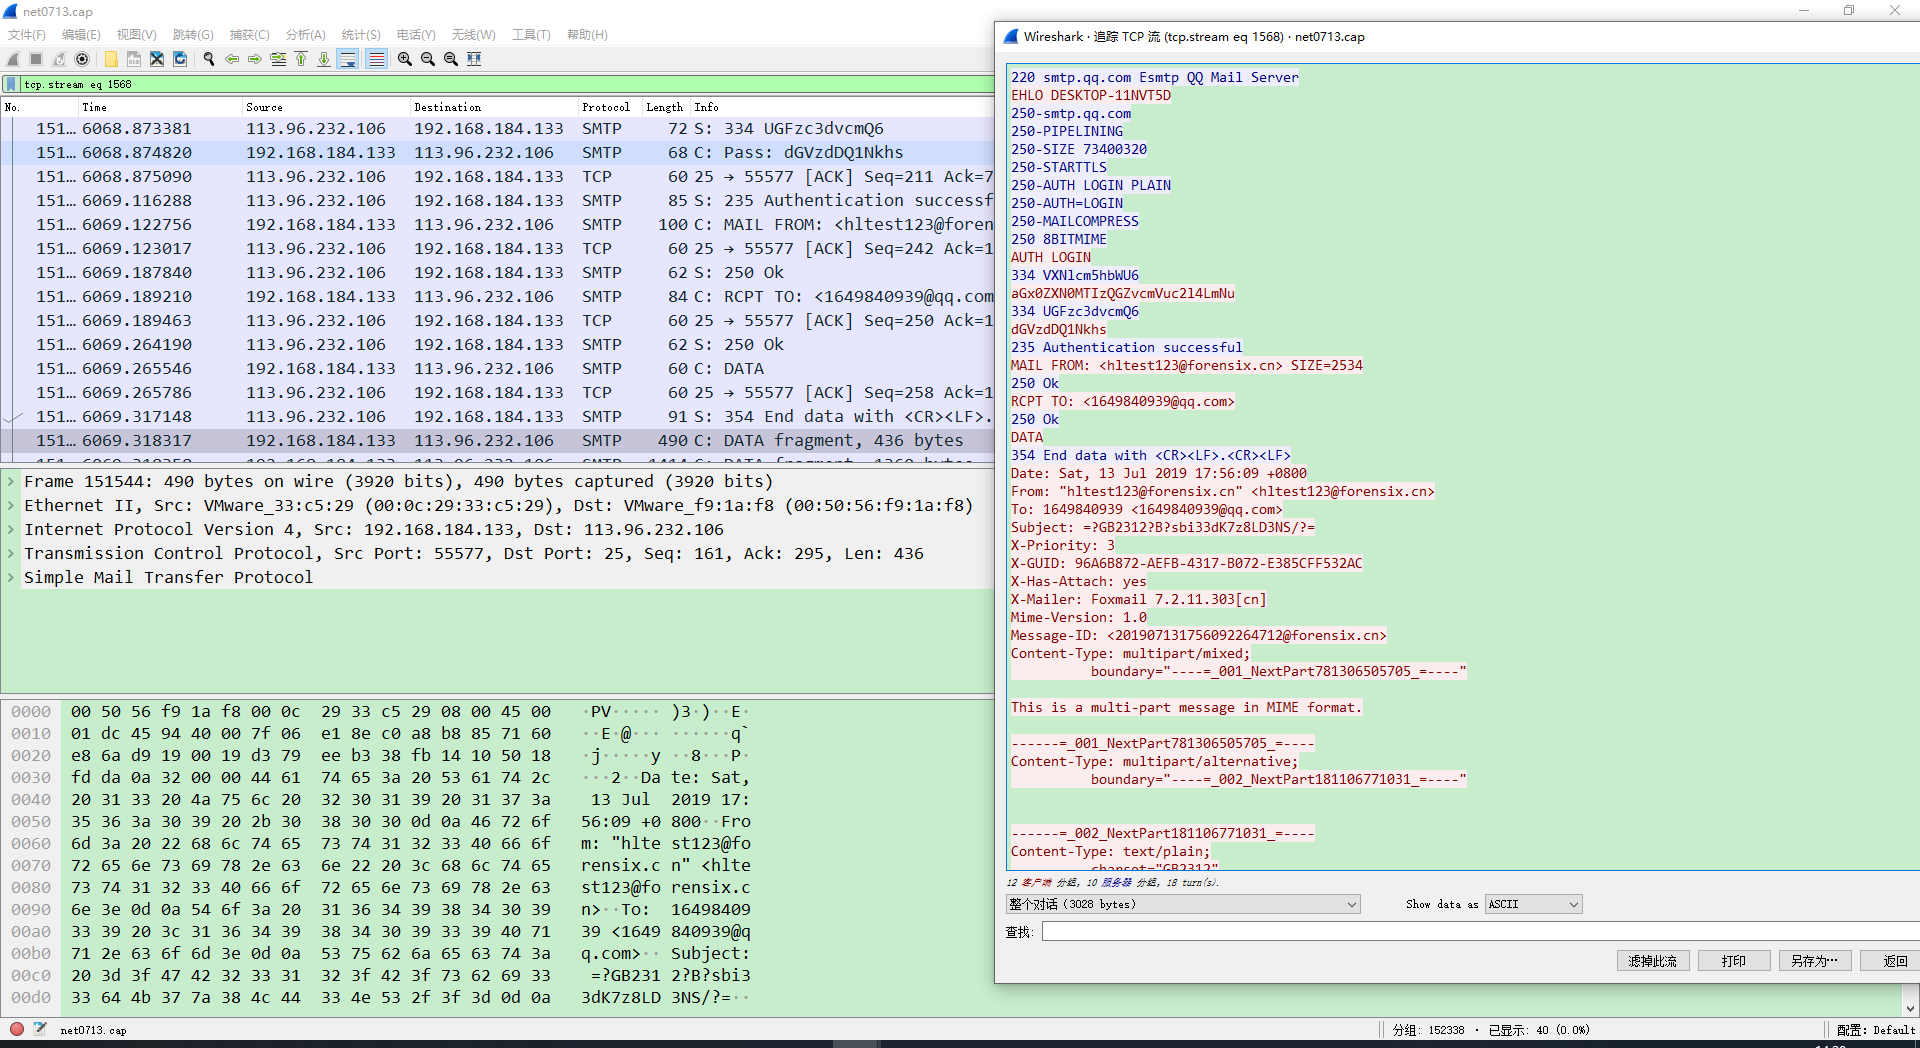 net0713.cap
文件(F) 编辑(E) 视图(V) 跳转(G) 捕获(C) 分析(A) 统计(S) 电话(Y) 无线(W) 工具(T) 帮助(H)
tcp.stream eq 1568
No. Time Source Destination Protocol Length Info
151… 6068.873381 113.96.232.106 192.168.184.133 SMTP 72 S: 334 UGFzc3dvcmQ6
151… 6068.874820 192.168.184.133 113.96.232.106 SMTP 68 C: Pass: dGVzdDQ1Nkhs
151… 6068.875090 113.96.232.106 192.168.184.133 TCP 60 25 → 55577 [ACK] Seq=211 Ack=7
151… 6069.116288 113.96.232.106 192.168.184.133 SMTP 85 S: 235 Authentication successf
151… 6069.122756 192.168.184.133 113.96.232.106 SMTP 100 C: MAIL FROM: <hltest123@foren
151… 6069.123017 113.96.232.106 192.168.184.133 TCP 60 25 → 55577 [ACK] Seq=242 Ack=1
151… 6069.187840 113.96.232.106 192.168.184.133 SMTP 62 S: 250 Ok
151… 6069.189210 192.168.184.133 113.96.232.106 SMTP 84 C: RCPT TO: <1649840939@qq.com
151… 6069.189463 113.96.232.106 192.168.184.133 TCP 60 25 → 55577 [ACK] Seq=250 Ack=1
151… 6069.264190 113.96.232.106 192.168.184.133 SMTP 62 S: 250 Ok
151… 6069.265546 192.168.184.133 113.96.232.106 SMTP 60 C: DATA
151… 6069.265786 113.96.232.106 192.168.184.133 TCP 60 25 → 55577 [ACK] Seq=258 Ack=1
151… 6069.317148 113.96.232.106 192.168.184.133 SMTP 91 S: 354 End data with <CR><LF>.
151… 6069.318317 192.168.184.133 113.96.232.106 SMTP 490 C: DATA fragment, 436 bytes
Frame 151544: 490 bytes on wire (3920 bits), 490 bytes captured (3920 bits)
Ethernet II, Src: VMware_33:c5:29 (00:0c:29:33:c5:29), Dst: VMware_f9:1a:f8 (00:50:56:f9:1a:f8)
Internet Protocol Version 4, Src: 192.168.184.133, Dst: 113.96.232.106
Transmission Control Protocol, Src Port: 55577, Dst Port: 25, Seq: 161, Ack: 295, Len: 436
Simple Mail Transfer Protocol
0000 00 50 56 f9 1a f8 00 0c 29 33 c5 29 08 00 45 00 ·PV·····)3·)··E·
0010 01 dc 45 94 40 00 7f 06 e1 8e c0 a8 b8 85 71 60 ··E·@·········q`
0020 e8 6a d9 19 00 19 d3 79 ee b3 38 fb 14 10 50 18 ·j·····y··8···P·
0030 fd da 0a 32 00 00 44 61 74 65 3a 20 53 61 74 2c ···2··Date: Sat,
0040 20 31 33 20 4a 75 6c 20 32 30 31 39 20 31 37 3a 13 Jul 2019 17:
0050 35 36 3a 30 39 20 2b 30 38 30 30 0d 0a 46 72 6f 56:09 +0800··Fro
0060 6d 3a 20 22 68 6c 74 65 73 74 31 32 33 40 66 6f m: "hltest123@fo
0070 72 65 6e 73 69 78 2e 63 6e 22 20 3c 68 6c 74 65 rensix.cn" <hlte
0080 73 74 31 32 33 40 66 6f 72 65 6e 73 69 78 2e 63 st123@forensix.c
0090 6e 3e 0d 0a 54 6f 3a 20 31 36 34 39 38 34 30 39 n>··To: 16498409
00a0 33 39 20 3c 31 36 34 39 38 34 30 39 33 39 40 71 39 <1649840939@q
00b0 71 2e 63 6f 6d 3e 0d 0a 53 75 62 6a 65 63 74 3a q.com>··Subject:
00c0 20 3d 3f 47 42 32 33 31 32 3f 42 3f 73 62 69 33 =?GB2312?B?sbi3
00d0 33 64 4b 37 7a 38 4c 44 33 4e 53 2f 3f 3d 0d 0a 3dK7z8LD3NS/?=··
net0713.cap
分组: 152338 · 已显示: 40 (0.0%)
配置: Default
Wireshark · 追踪 TCP 流 (tcp.stream eq 1568) · net0713.cap
220 smtp.qq.com Esmtp QQ Mail Server
EHLO DESKTOP-11NVT5D
250-smtp.qq.com
250-PIPELINING
250-SIZE 73400320
250-STARTTLS
250-AUTH LOGIN PLAIN
250-AUTH=LOGIN
250-MAILCOMPRESS
250 8BITMIME
AUTH LOGIN
334 VXNlcm5hbWU6
aGx0ZXN0MTIzQGZvcmVuc2l4LmNu
334 UGFzc3dvcmQ6
dGVzdDQ1Nkhs
235 Authentication successful
MAIL FROM: <hltest123@forensix.cn> SIZE=2534
250 Ok
RCPT TO: <1649840939@qq.com>
250 Ok
DATA
354 End data with <CR><LF>.<CR><LF>
Date: Sat, 13 Jul 2019 17:56:09 +0800
From: "hltest123@forensix.cn" <hltest123@forensix.cn>
To: 1649840939 <1649840939@qq.com>
Subject: =?GB2312?B?sbi33dK7z8LD3NS/?=
X-Priority: 3
X-GUID: 96A6B872-AEFB-4317-B072-E385CFF532AC
X-Has-Attach: yes
X-Mailer: Foxmail 7.2.11.303[cn]
Mime-Version: 1.0
Message-ID: <201907131756092264712@forensix.cn>
Content-Type: multipart/mixed;
boundary="----=_001_NextPart781306505705_=----"
This is a multi-part message in MIME format.
------=_001_NextPart781306505705_=----
Content-Type: multipart/alternative;
boundary="----=_002_NextPart181106771031_=----"
------=_002_NextPart181106771031_=----
Content-Type: text/plain;
charset="GB2312"
12 客户端 分组, 10 服务器 分组, 18 turn(s).
整个对话 (3028 bytes) Show data as ASCII
查找:
滤掉此流 打印 另存为… 返回